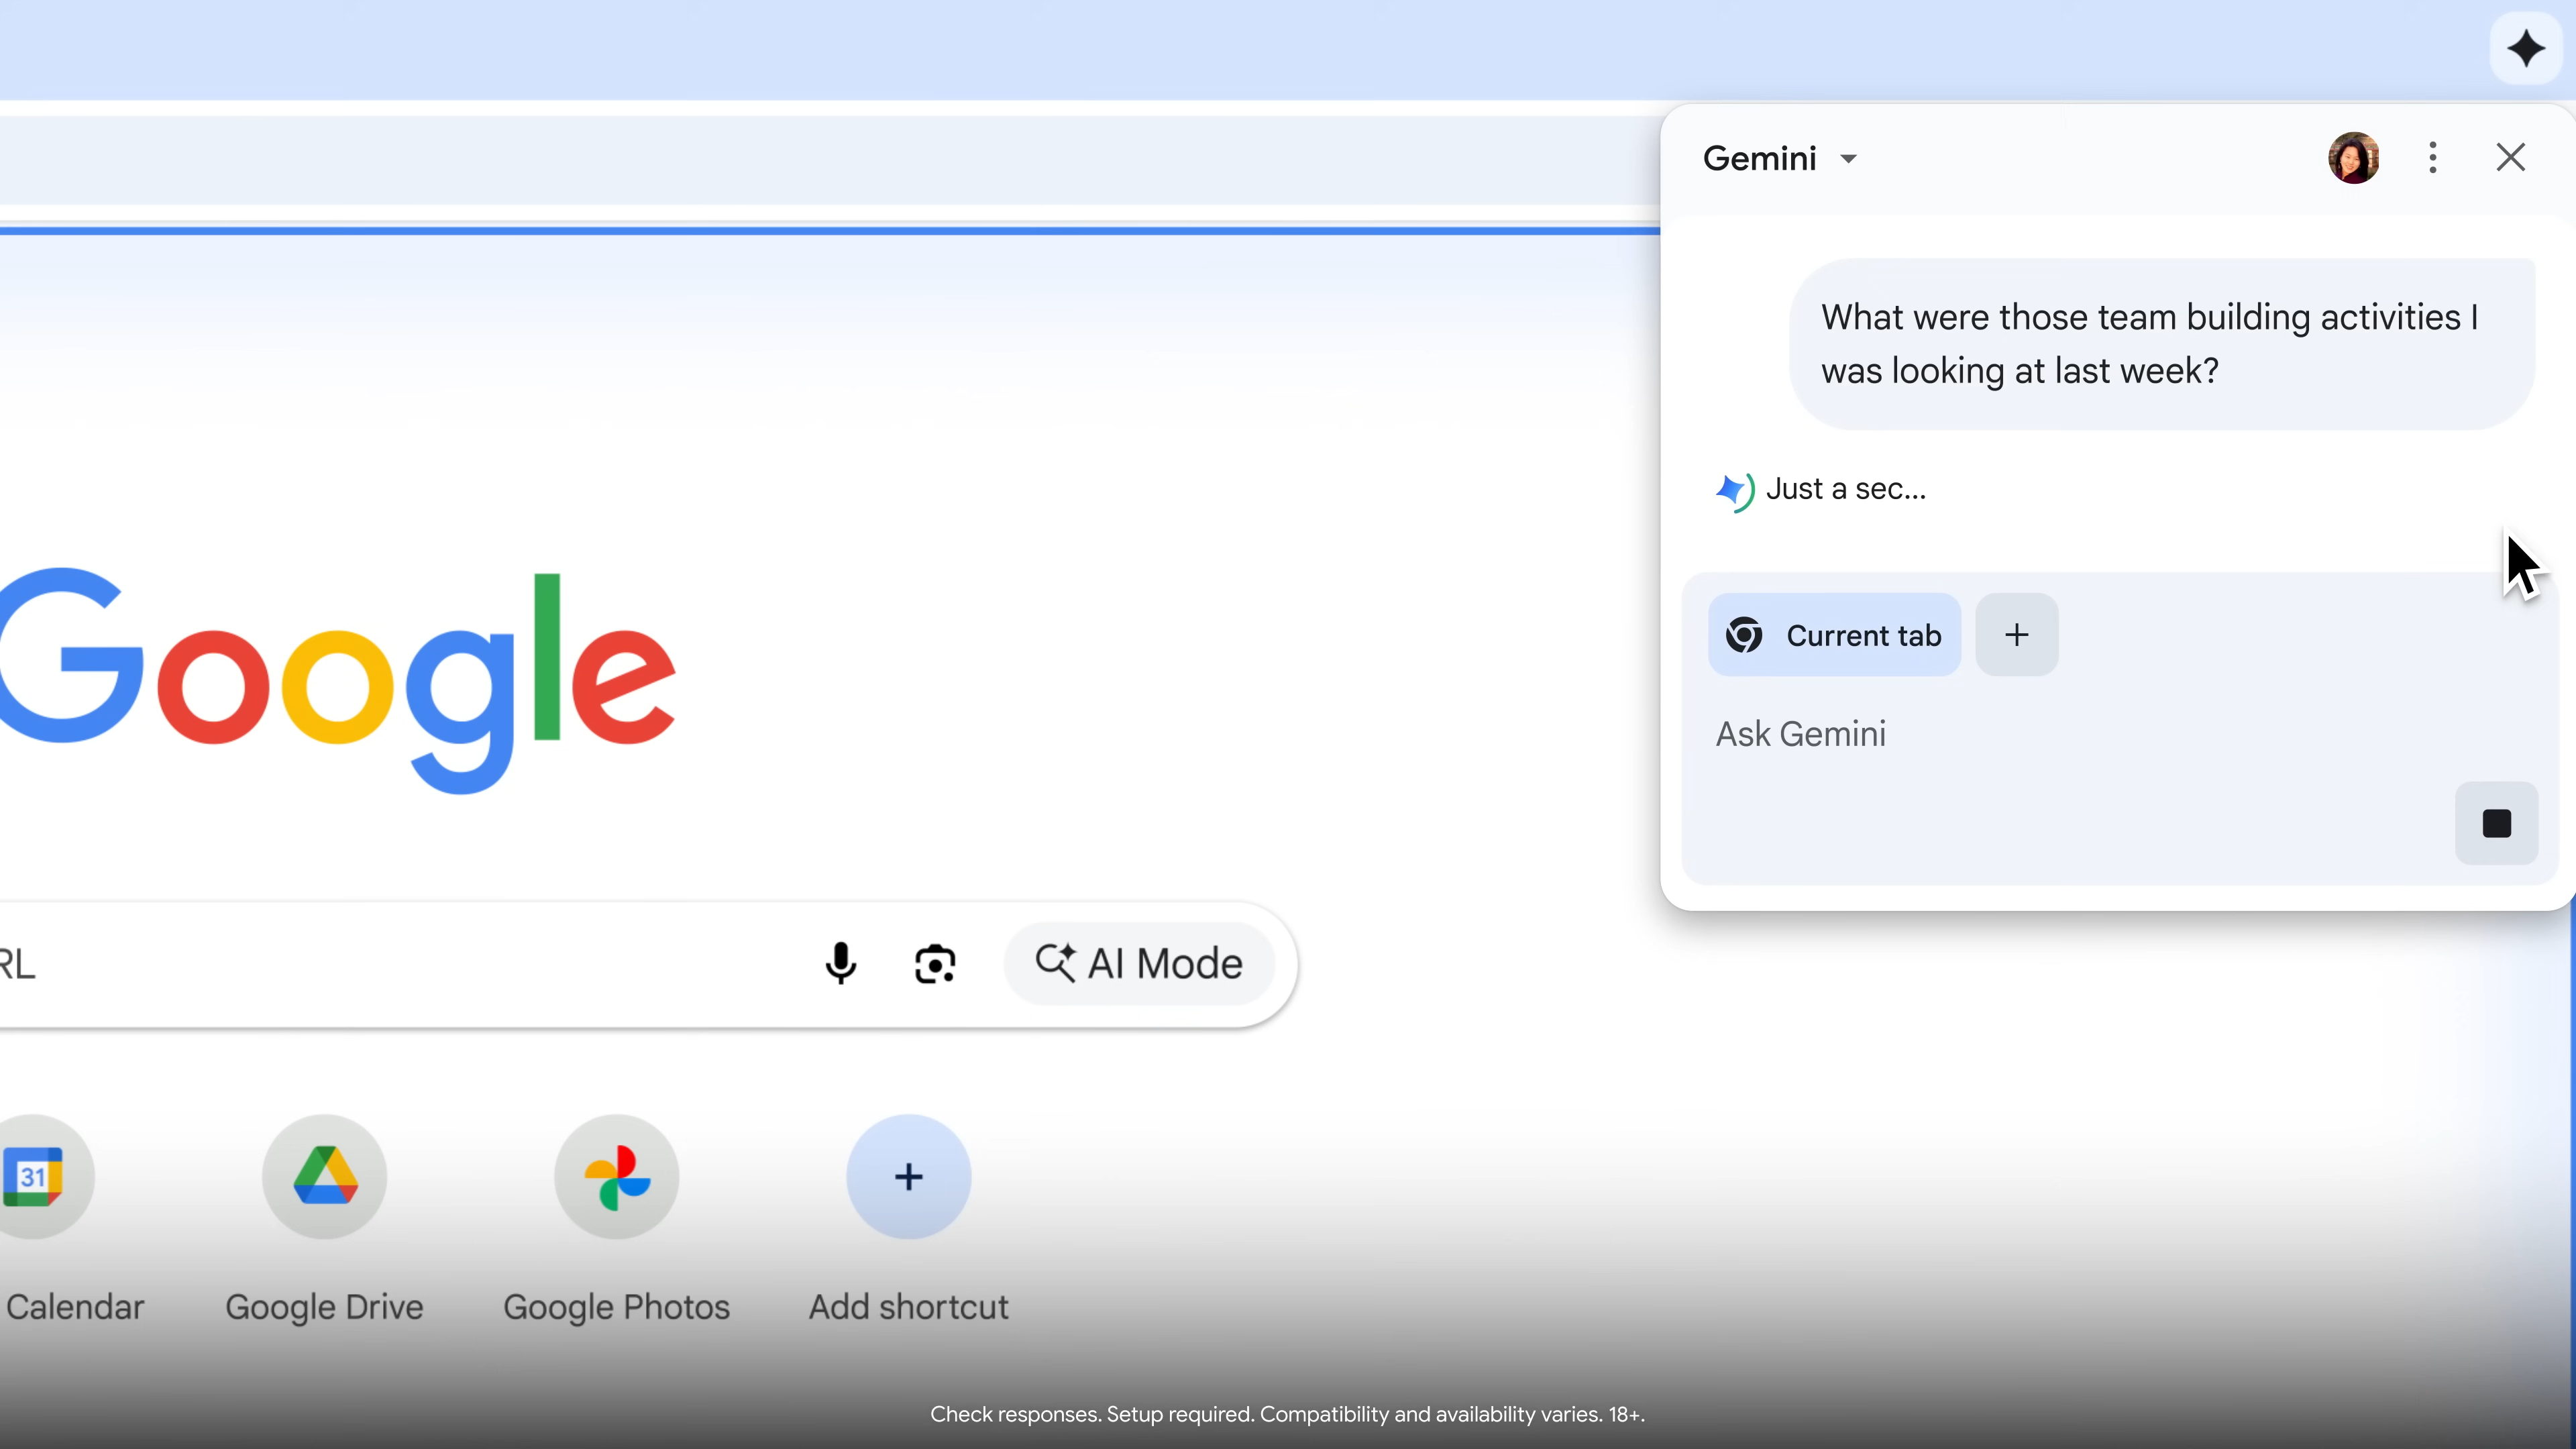 Gemini
What were those team building activities I
was looking at last week?
Just a sec...
Current tab
Ask Gemini
Google
RL
AI Mode
31
Calendar
Google Drive
Google Photos
Add shortcut
Check responses. Setup required. Compatibility and availability varies. 18+.